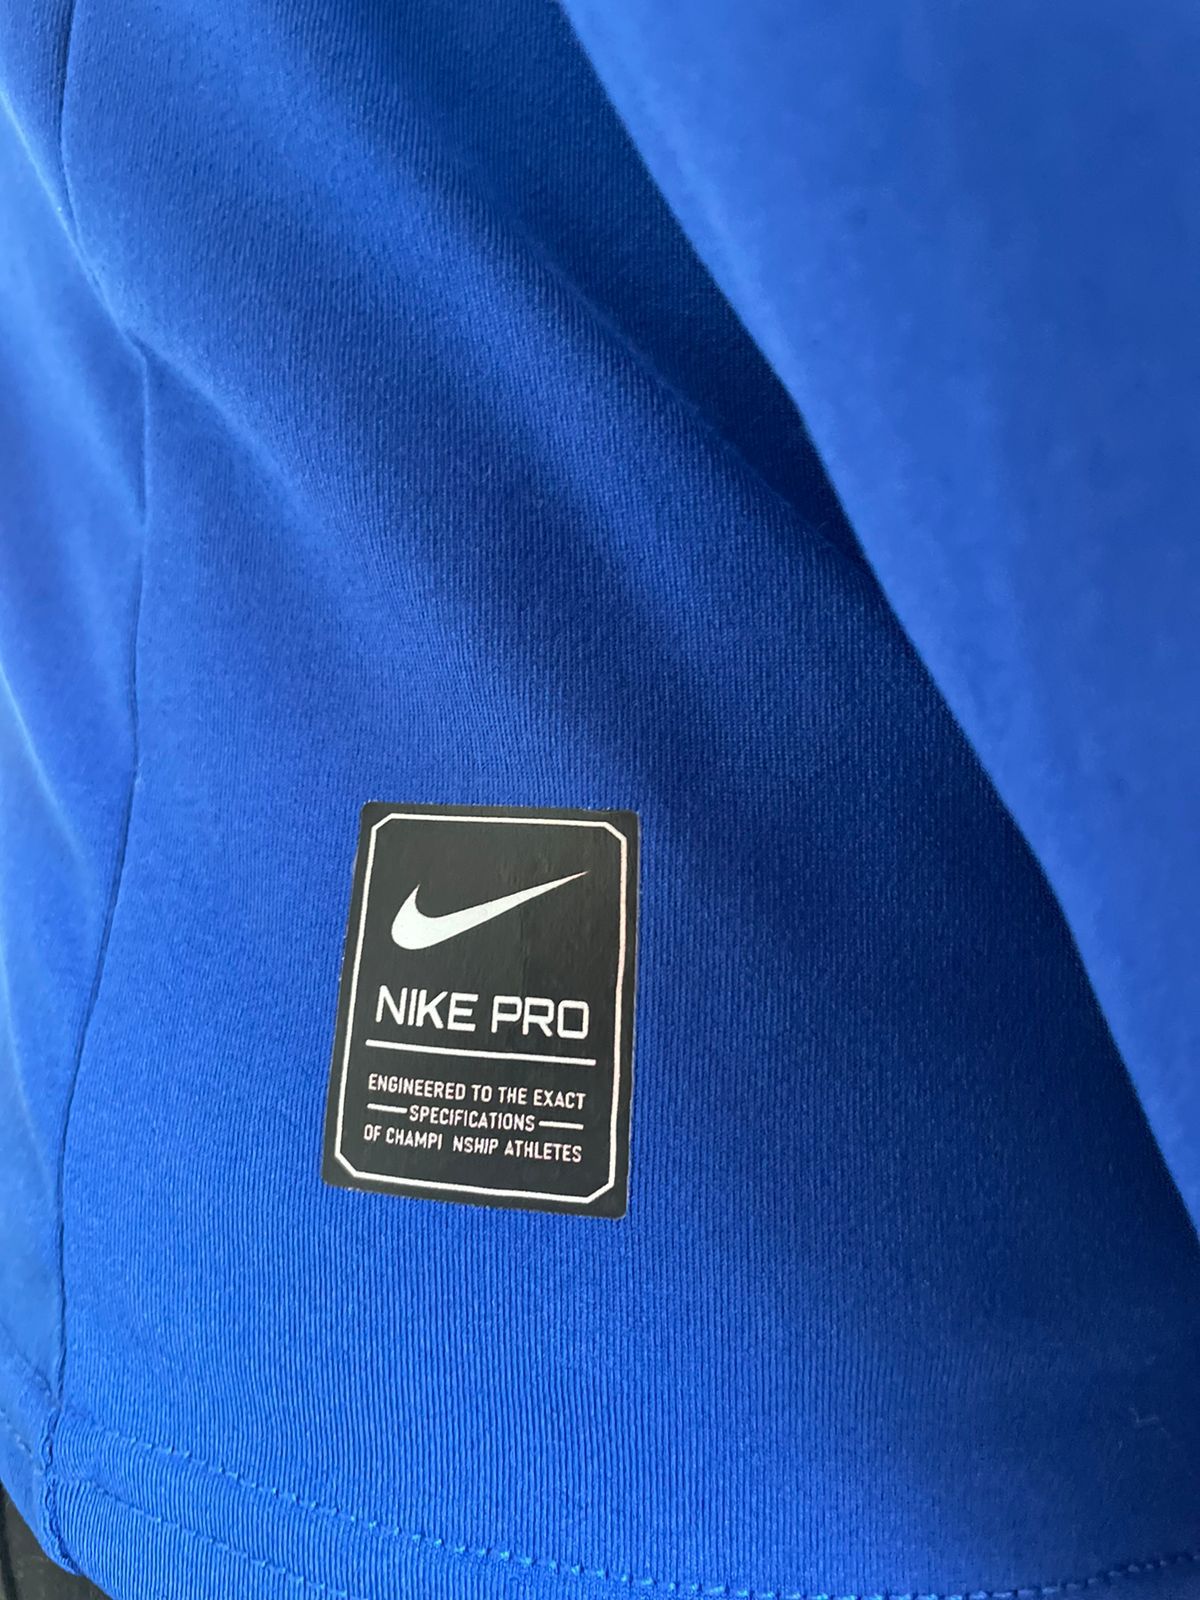 NIKE PRO
ENGINEERED TO THE EXACT
SPECIFICATIONS
OF CHAMPI NSHIP ATHLETES